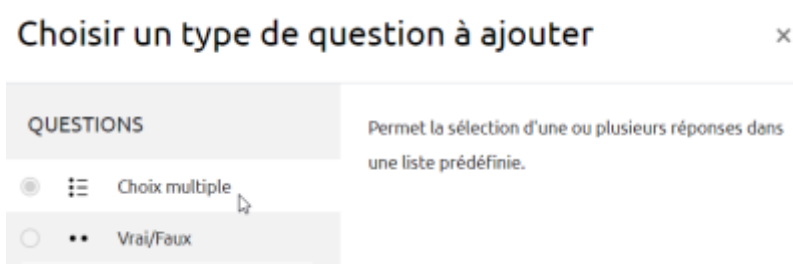 Choisir un type de question à ajouter
QUESTIONS
Choix multiple
Vrai/Faux
Permet la sélection d'une ou plusieurs réponses dans
une liste prédéfinie.